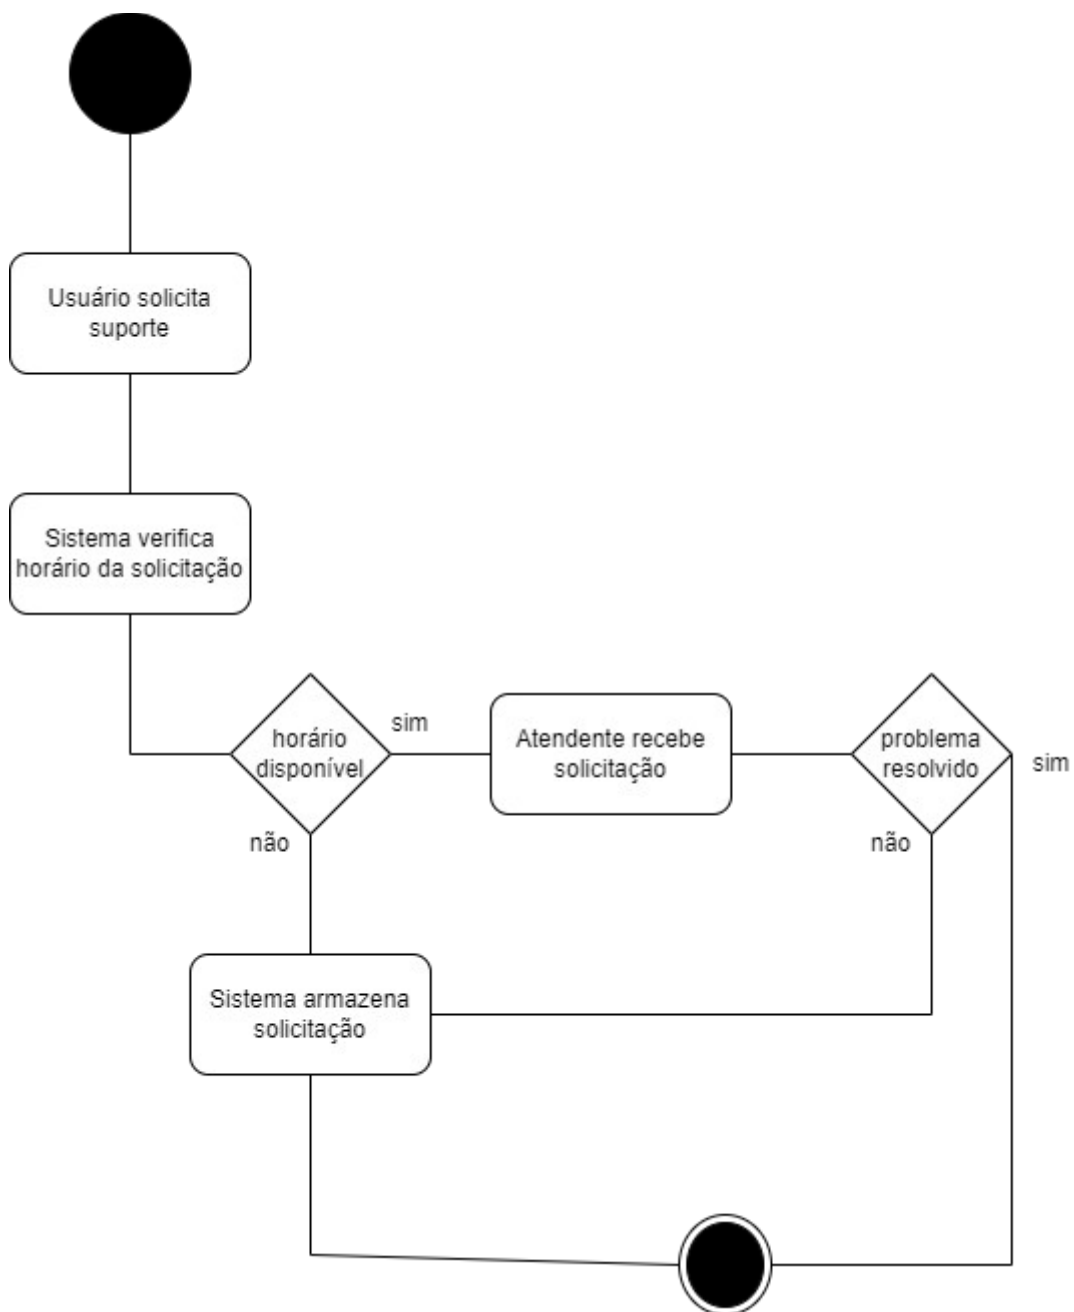 Usuário solicita
suporte
Sistema verifica
horário da solicitação
horário
disponível
sim
não
Atendente recebe
solicitação
problema
resolvido
sim
não
Sistema armazena
solicitação